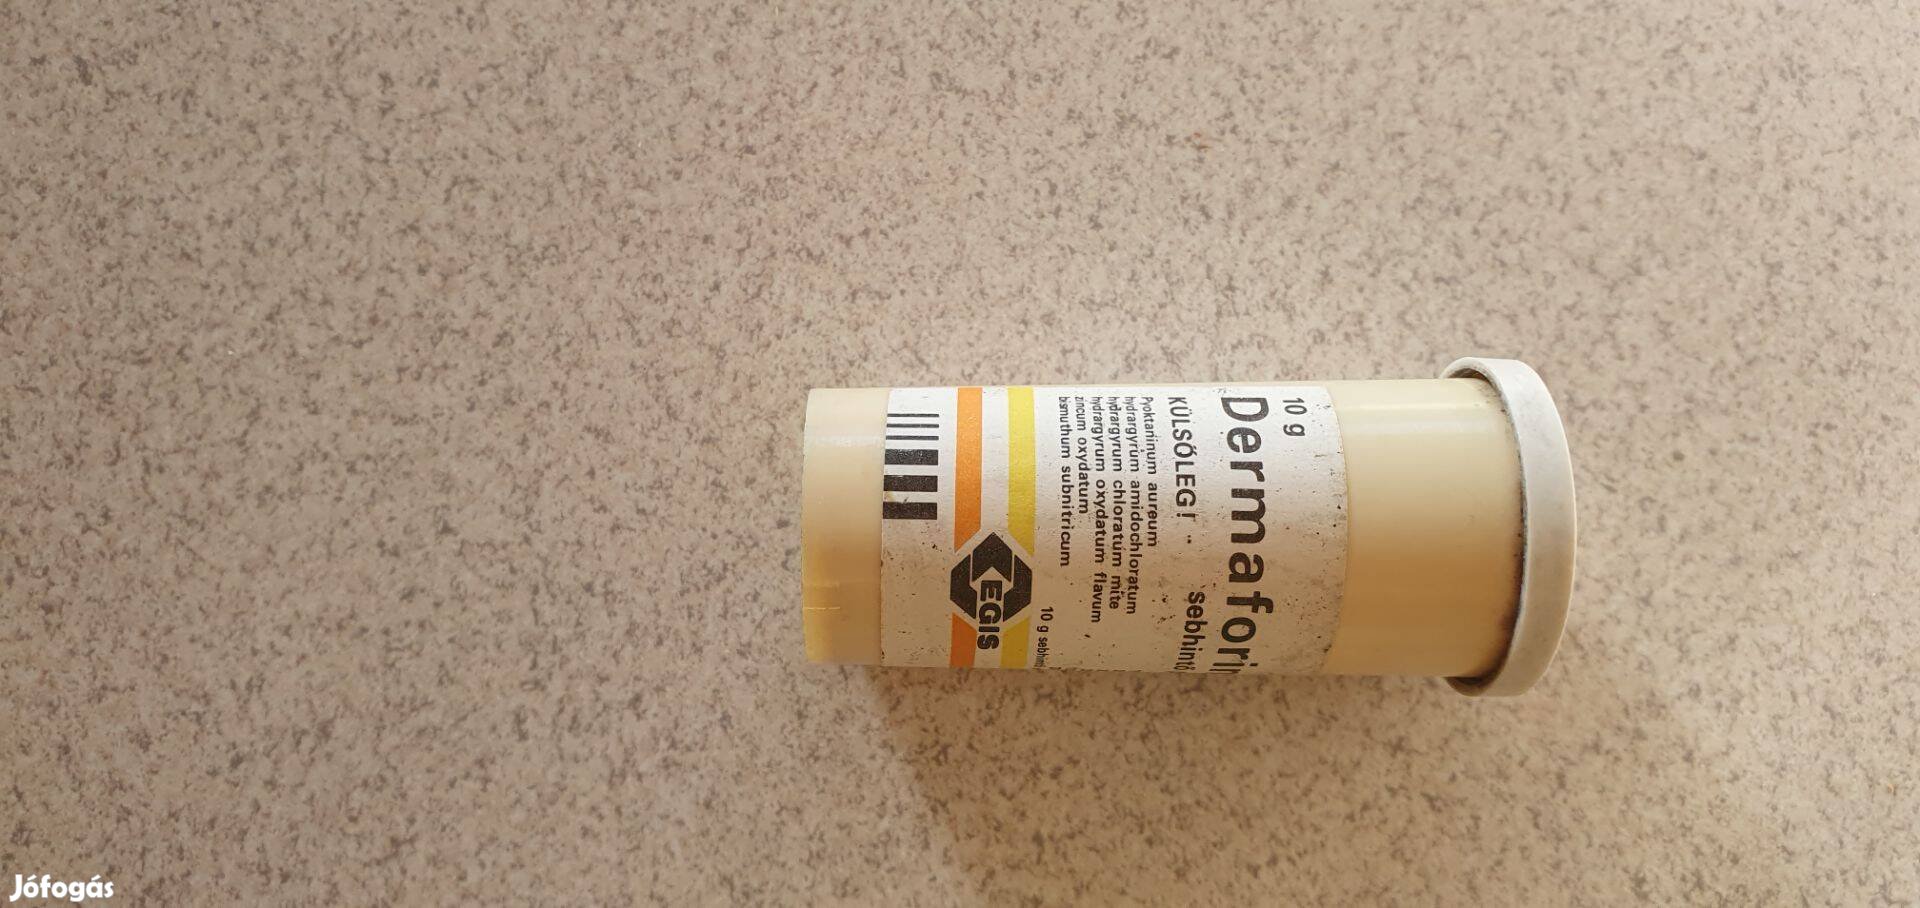 10 g
Dermaforin
sebhintő
KÜLSŐLEG!
Pyoktaninum aureum
hydrargyrum amidochloratum
hydrargyrum chloratum mite
hydrargyrum oxydatum flavum
zincum oxydatum
bismuthum subnitricum
10 g
EGIS
Jófogás